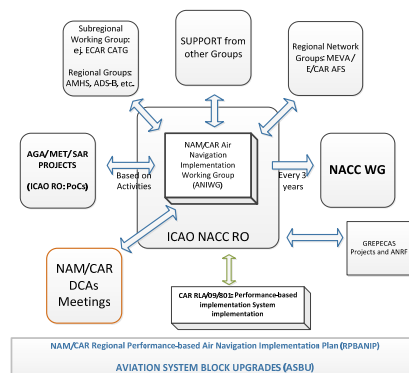 Subregional
Working Group:
ej. ECAR CATG
Regional Groups:
AMHS, ADS-B, etc.
SUPPORT from
other Groups
Regional Network
Groups: MEVA /
E/CAR AFS
AGA/MET/SAR
PROJECTS
(ICAO RO: PoCs)
Based on
Activities
NAM/CAR Air
Navigation
Implementation
Working Group
(ANIWG)
Every 3
years
NACC WG
ICAO NACC RO
NAM/CAR
DCAs
Meetings
GREPECAS
Projects and ANRF
CAR RLA/09/801: Performance-based
implementation System
implementation
NAM/CAR Regional Performance-based Air Navigation Implementation Plan (RPBANIP)
AVIATION SYSTEM BLOCK UPGRADES (ASBU)